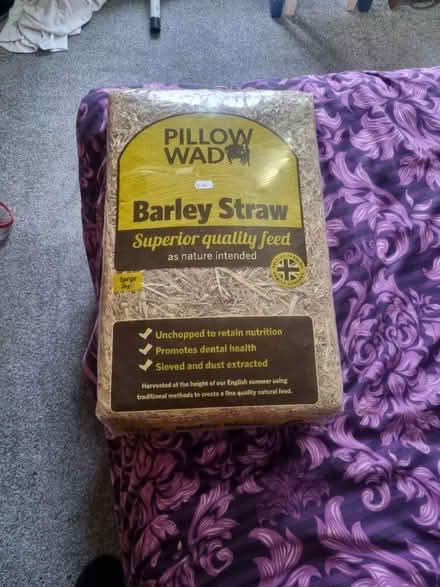 PILLOW
WAD
Barley Straw
Superior quality feed
as nature intended
Large
2kg
Unchopped to retain nutrition
Promotes dental health
Sieved and dust extracted
Harvested at the height of our English summer using
traditional methods to create a fine quality natural feed.